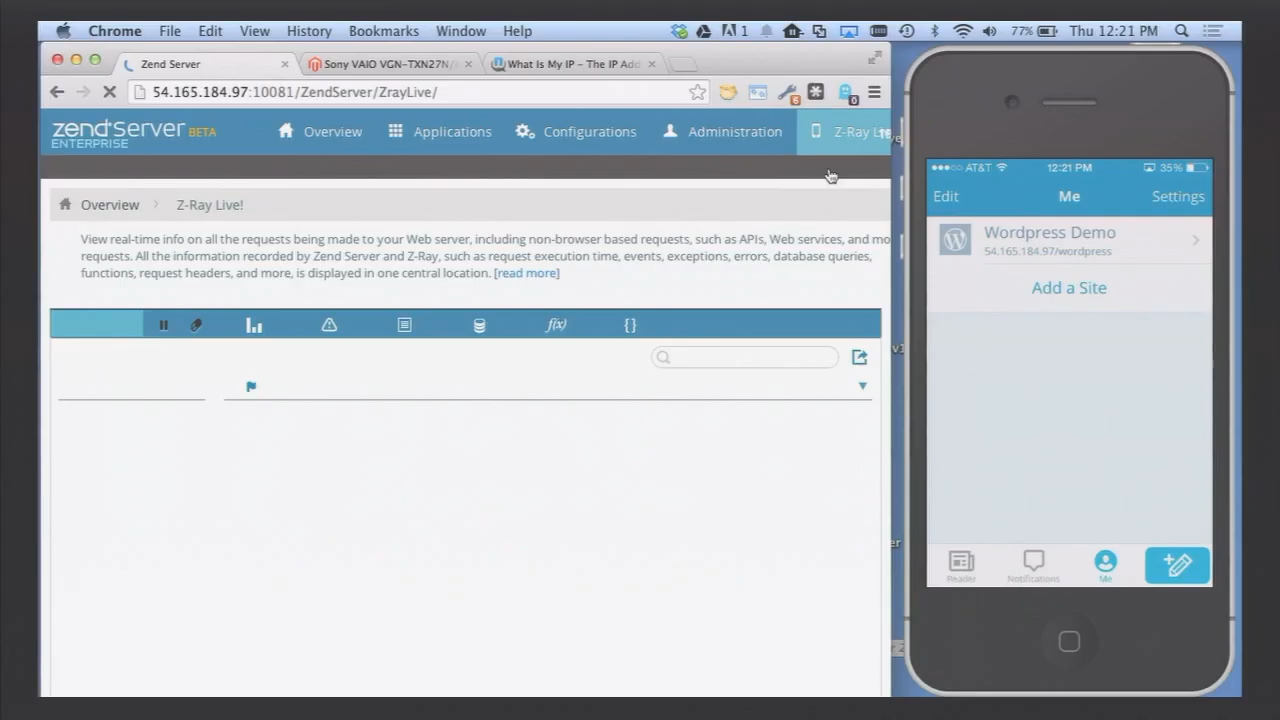 Chrome File Edit View History Bookmarks Window Help 1 77% Thu 12:21 PM
Zend Server × Sony VAIO VGN-TXN27N/ × What Is My IP - The IP Add ×
54.165.184.97:10081/ZendServer/ZrayLive/ 6 0
zend server BETA
ENTERPRISE
Overview Applications Configurations Administration Z-Ray
Overview > Z-Ray Live!
View real-time info on all the requests being made to your Web server, including non-browser based requests, such as APIs, Web services, and mo
requests. All the information recorded by Zend Server and Z-Ray, such as request execution time, events, exceptions, errors, database queries,
functions, request headers, and more, is displayed in one central location. [read more]
f(x) { }
AT&T 12:21 PM 35%
Edit Me Settings
Wordpress Demo
54.165.184.97/wordpress
Add a Site
Reader Notifications Me